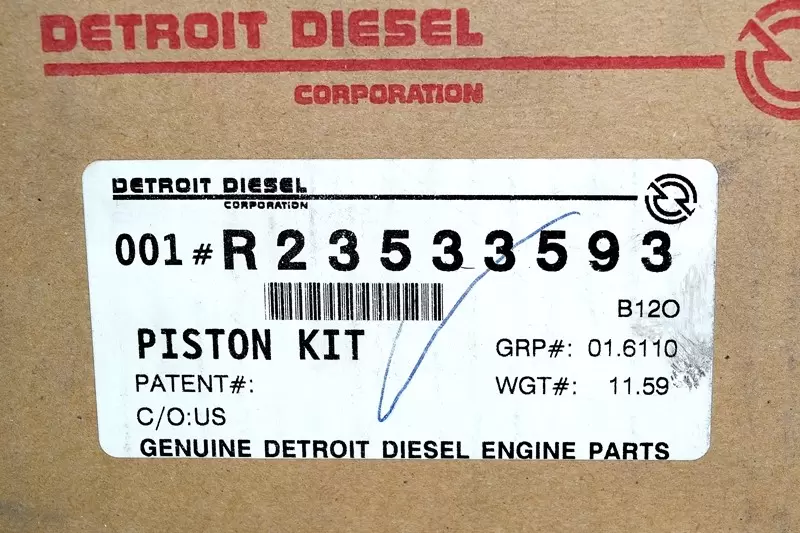 DETROIT DIESEL
CORPORATION
DETROIT DIESEL
CORPORATION
001 # R23533593
B12O
PISTON KIT
GRP#: 01.6110
PATENT#:
WGT#: 11.59
C/O:US
GENUINE DETROIT DIESEL ENGINE PARTS